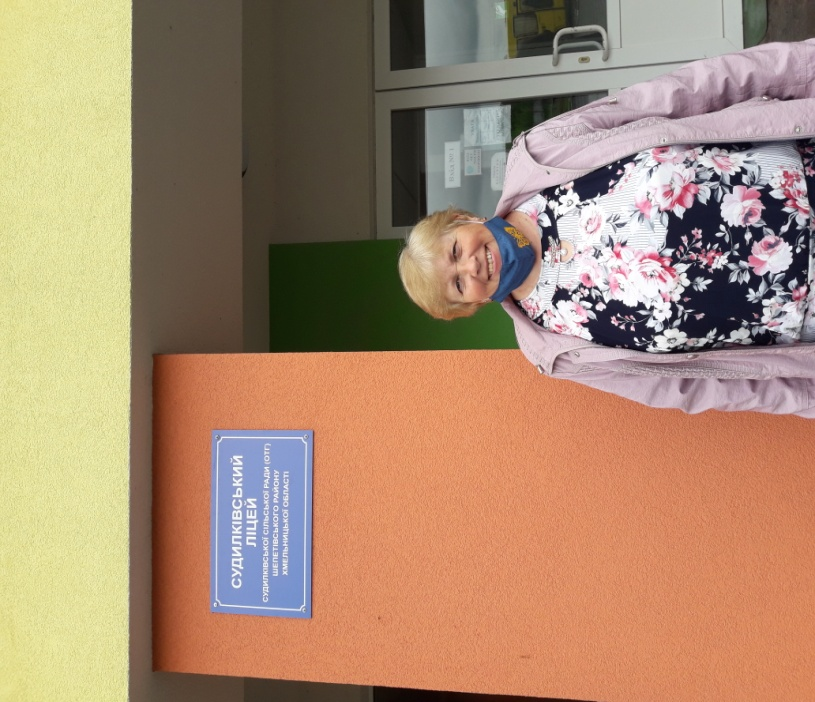 СУДИЛКІВСЬКИЙ
ЛІЦЕЙ
СУДИЛКІВСЬКОЇ СІЛЬСЬКОЇ РАДИ (ОТГ)
ШЕПЕТІВСЬКОГО РАЙОНУ
ХМЕЛЬНИЦЬКОЇ ОБЛАСТІ